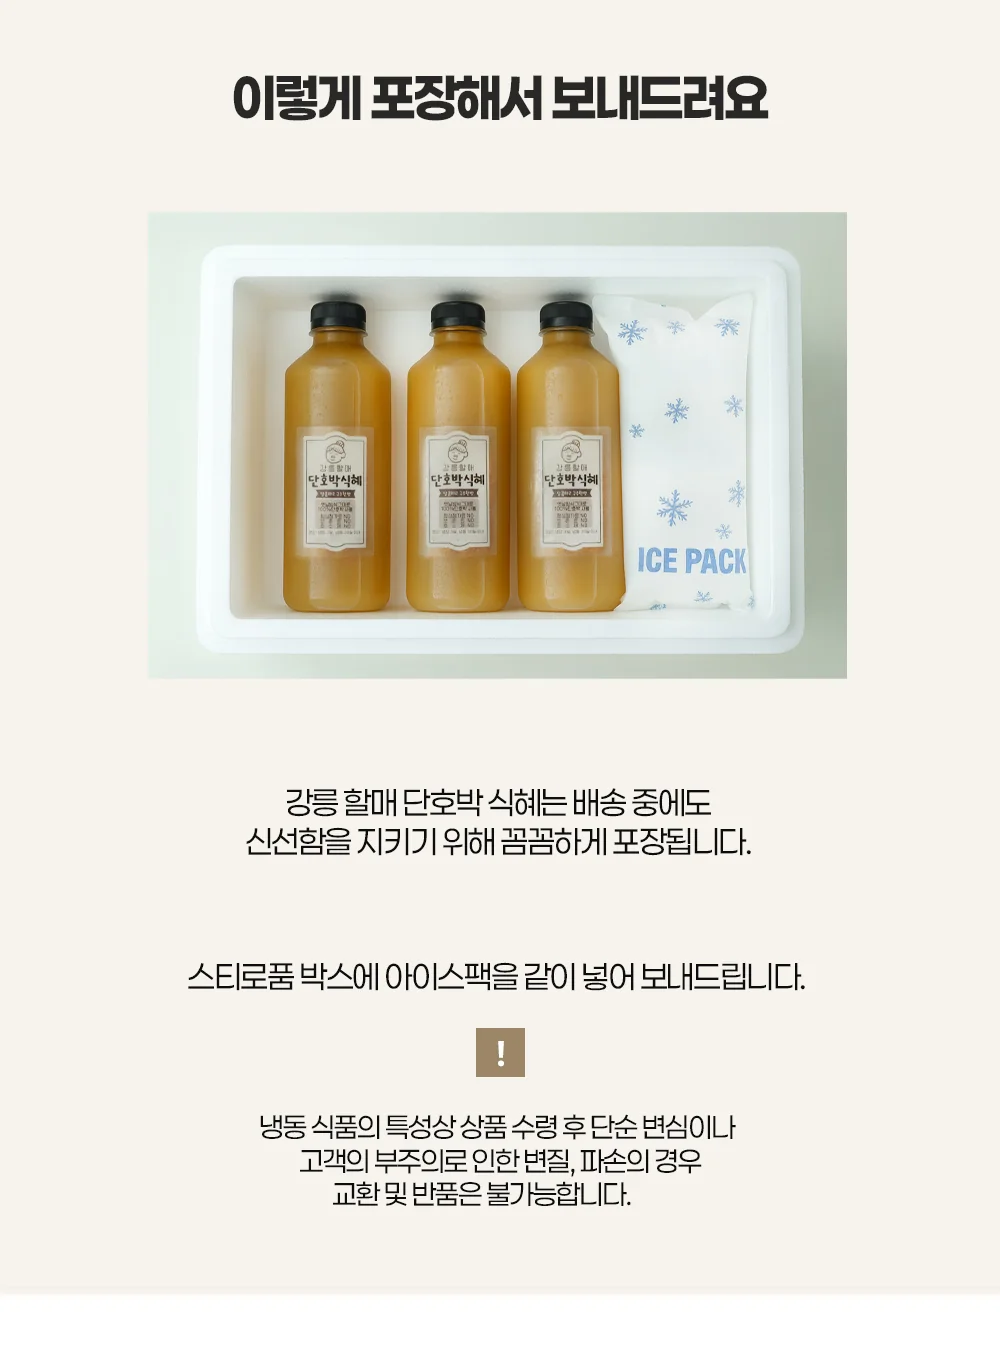 이렇게 포장해서 보내드려요
강릉할매
단호박식혜
강릉할매
단호박식혜
강릉할매
단호박식혜
ICE PACK
강릉 할매 단호박 식혜는 배송 중에도
신선함을 지키기 위해 꼼꼼하게 포장됩니다.
스티로품 박스에 아이스팩을 같이 넣어 보내드립니다.
!
냉동 식품의 특성상 상품 수령 후 단순 변심이나
고객의 부주의로 인한 변질, 파손의 경우
교환 및 반품은 불가능합니다.